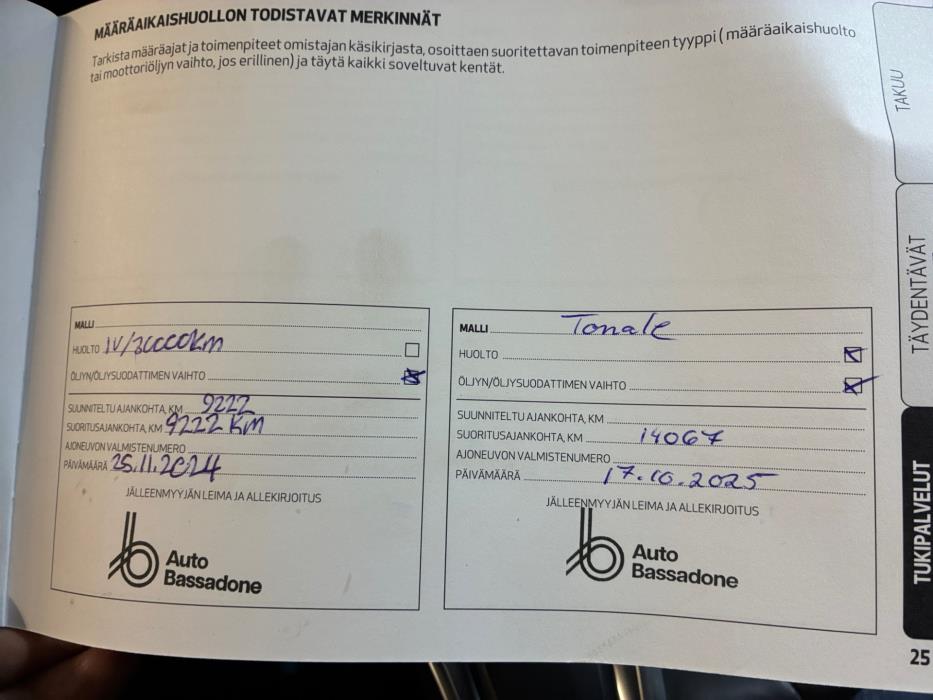 MÄÄRÄAIKAISHUOLLON TODISTAVAT MERKINNÄT
Tarkista määräajat ja toimenpiteet omistajan käsikirjasta, osoittaen suoritettavan toimenpiteen tyyppi ( määräaikaishuolto
tai moottoriöljyn vaihto, jos erillinen) ja täytä kaikki soveltuvat kentät.
MALLI
HUOLTO 1V/30000KM
ÖLJYN/ÖLJYSUODATTIMEN VAIHTO
SUUNNITELTU AJANKOHTA, KM 9222
SUORITUSAJANKOHTA, KM 9222 KM
AJONEUVON VALMISTENUMERO
PÄIVÄMÄÄRÄ 25.11.2024
JÄLLEENMYYJÄN LEIMA JA ALLEKIRJOITUS
Auto
Bassadone
MALLI Tonale
HUOLTO
ÖLJYN/ÖLJYSUODATTIMEN VAIHTO
SUUNNITELTU AJANKOHTA, KM
SUORITUSAJANKOHTA, KM 14067
AJONEUVON VALMISTENUMERO
PÄIVÄMÄÄRÄ 17.10.2025
JÄLLEENMYYJÄN LEIMA JA ALLEKIRJOITUS
Auto
Bassadone
TAKUU
TÄYDENTÄVÄT
TUKIPALVELUT
25